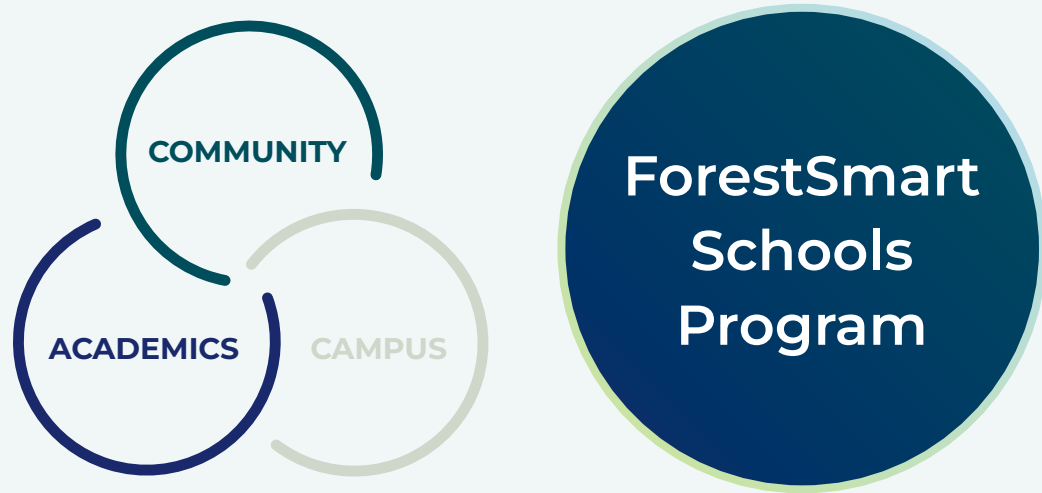 COMMUNITY
ACADEMICS
CAMPUS
ForestSmart
Schools
Program